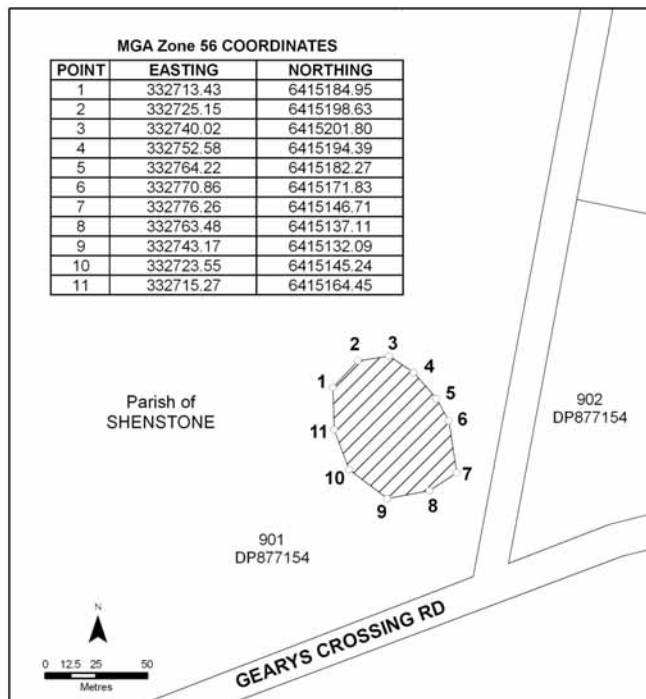 MGA Zone 56 COORDINATES
POINT EASTING NORTHING
1 332713.43 6415184.95
2 332725.15 6415198.63
3 332740.02 6415201.80
4 332752.58 6415194.39
5 332764.22 6415182.27
6 332770.86 6415171.83
7 332776.26 6415146.71
8 332763.48 6415137.11
9 332743.17 6415132.09
10 332723.55 6415145.24
11 332715.27 6415164.45
2
3
1
4
5
6
11
10
7
8
9
Parish of
SHENSTONE
902
DP877154
901
DP877154
GEARYS CROSSING RD
N
0 12.5 25 50
Metres